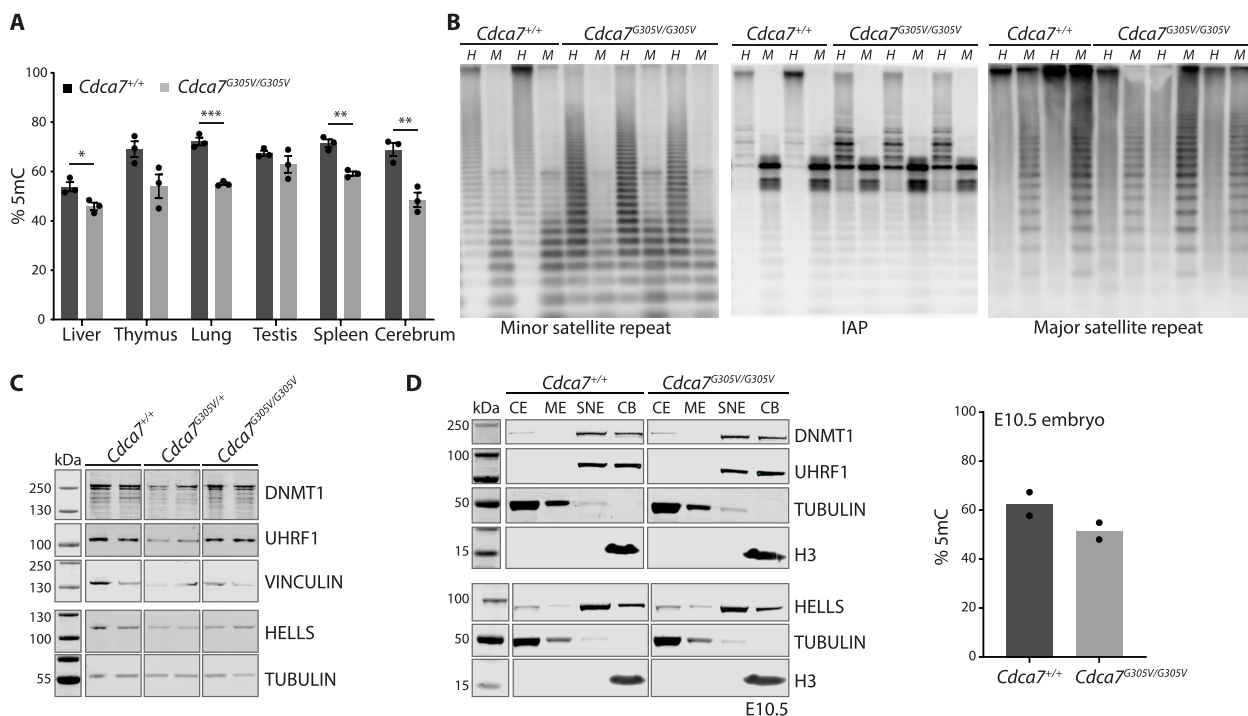 A
Cdca7+/+ Cdca7G305V/G305V
% 5mC
100
80
60
40
20
0
*
***
**
**
Liver Thymus Lung Testis Spleen Cerebrum
B
Cdca7+/+ Cdca7G305V/G305V
H M H M H M H M H M
Minor satellite repeat
Cdca7+/+ Cdca7G305V/G305V
H M H M H M H M H M
IAP
Cdca7+/+ Cdca7G305V/G305V
H M H M H M H M H M
Major satellite repeat
C
Cdca7+/+ Cdca7G305V/+ Cdca7G305V/G305V
kDa
250
130
DNMT1
100
UHRF1
250
130
VINCULIN
130
100
HELLS
55
TUBULIN
D
Cdca7+/+ Cdca7G305V/G305V
kDa CE ME SNE CB CE ME SNE CB
250
DNMT1
100
50
UHRF1
50
TUBULIN
15
H3
100
HELLS
50
TUBULIN
15
H3
E10.5
E10.5 embryo
% 5mC
100
80
60
40
20
0
Cdca7+/+ Cdca7G305V/G305V